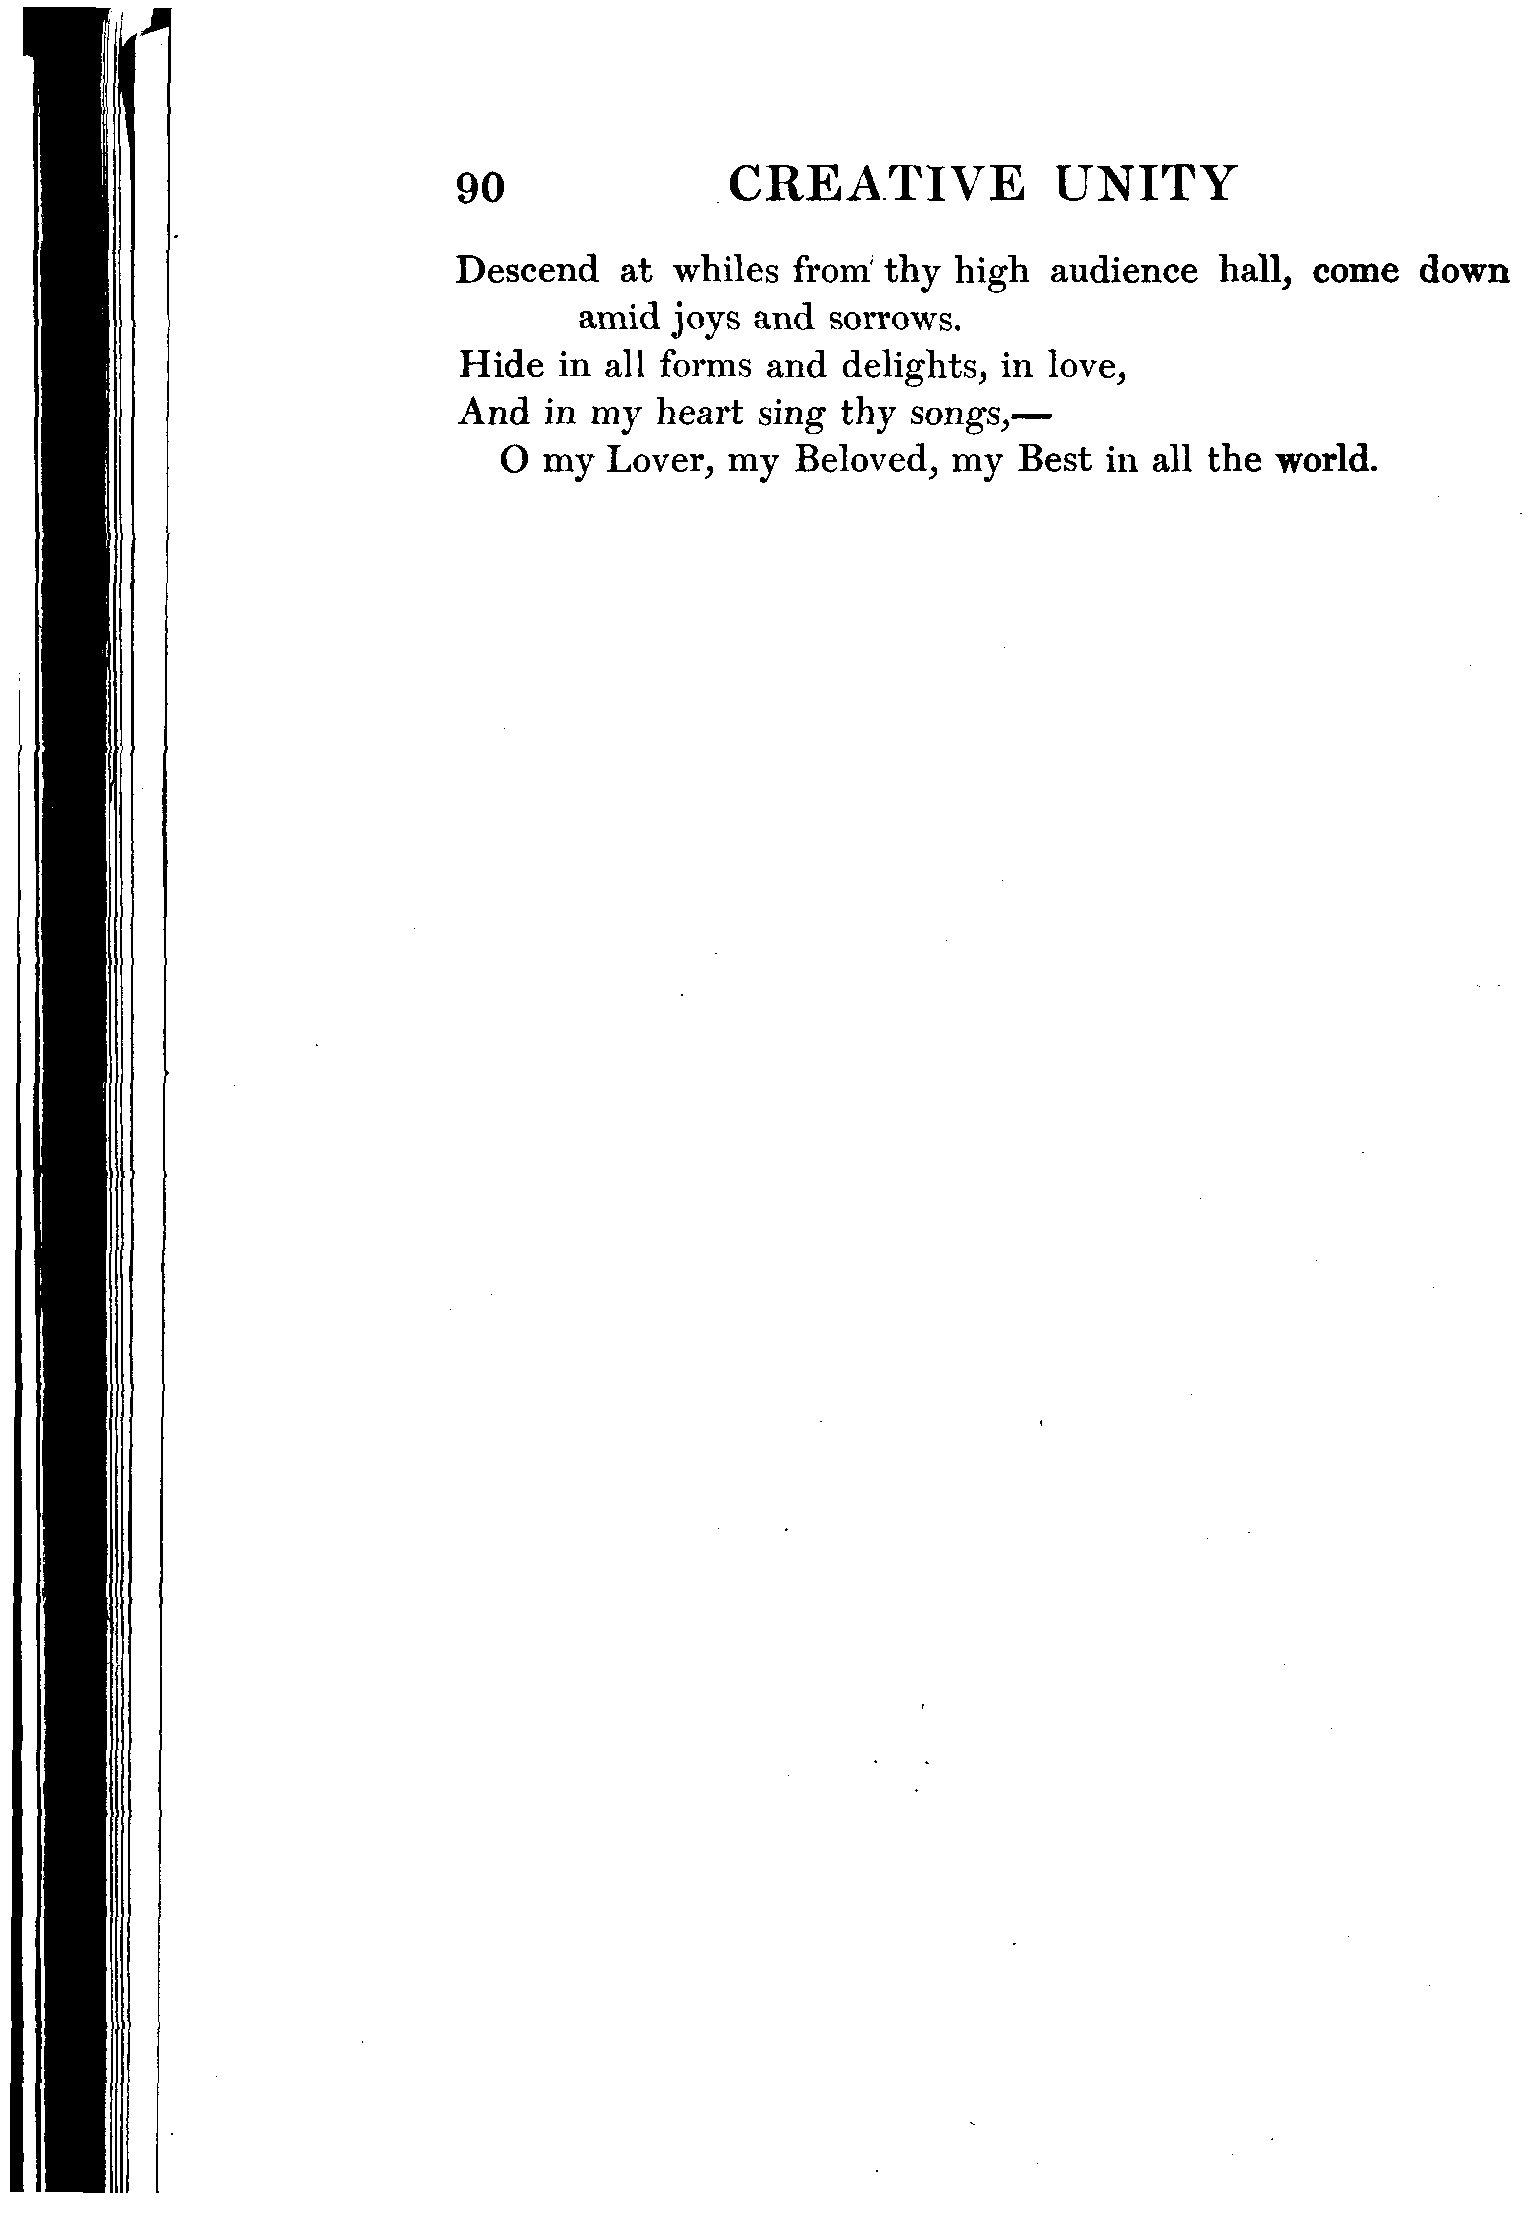 90 CREATIVE UNITY
Descend at whiles from thy high audience hall, come down
amid joys and sorrows.
Hide in all forms and delights, in love,
And in my heart sing thy songs,—
O my Lover, my Beloved, my Best in all the world.